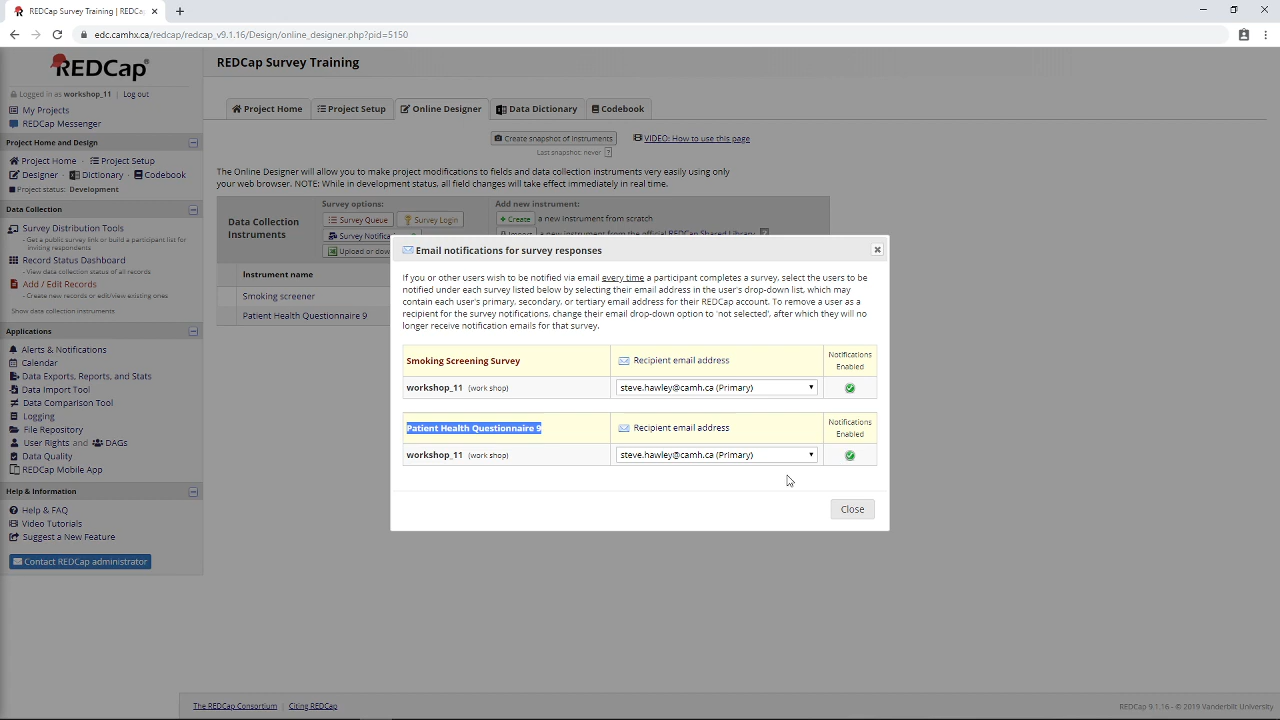 REDCap Survey Training | REDCa
edc.camhx.ca/redcap/redcap_v9.1.16/Design/online_designer.php?pid=5150
REDCap
Logged in as workshop_11 | Log out
My Projects
REDCap Messenger
Project Home and Design
Project Home · Project Setup
Designer · Dictionary · Codebook
Project status: Development
Data Collection
Survey Distribution Tools
- Get a public survey link or build a participant list for
inviting respondents
Record Status Dashboard
- View data collection status of all records
Add / Edit Records
- Create new records or edit/view existing ones
Show data collection instruments
Applications
Alerts & Notifications
Calendar
Data Exports, Reports, and Stats
Data Import Tool
Data Comparison Tool
Logging
File Repository
User Rights and DAGs
Data Quality
REDCap Mobile App
Help & Information
Help & FAQ
Video Tutorials
Suggest a New Feature
Contact REDCap administrator
REDCap Survey Training
Project Home
Project Setup
Online Designer
Data Dictionary
Codebook
Create snapshot of instruments
VIDEO: How to use this page
Last snapshot: never ?
The Online Designer will allow you to make project modifications to fields and data collection instruments very easily using only
your web browser. NOTE: While in development status, all field changes will take effect immediately in real time.
Data Collection
Instruments
Survey options:
Survey Queue
Survey Login
Survey Notifica
Upload or dow
Add new instrument:
Create a new instrument from scratch
Import a new instrument from the official REDCap Shared Library ?
Instrument name
Smoking screener
Patient Health Questionnaire 9
Email notifications for survey responses
If you or other users wish to be notified via email every time a participant completes a survey, select the users to be
notified under each survey listed below by selecting their email address in the user's drop-down list, which may
contain each user's primary, secondary, or tertiary email address for their REDCap account. To remove a user as a
recipient for the survey notifications, change their email drop-down option to 'not selected', after which they will no
longer receive notification emails for that survey.
Smoking Screening Survey
Recipient email address
Notifications
Enabled
workshop_11 (work shop)
steve.hawley@camh.ca (Primary)
Patient Health Questionnaire 9
Recipient email address
Notifications
Enabled
workshop_11 (work shop)
steve.hawley@camh.ca (Primary)
Close
The REDCap Consortium | Citing REDCap
REDCap 9.1.16 - © 2019 Vanderbilt University